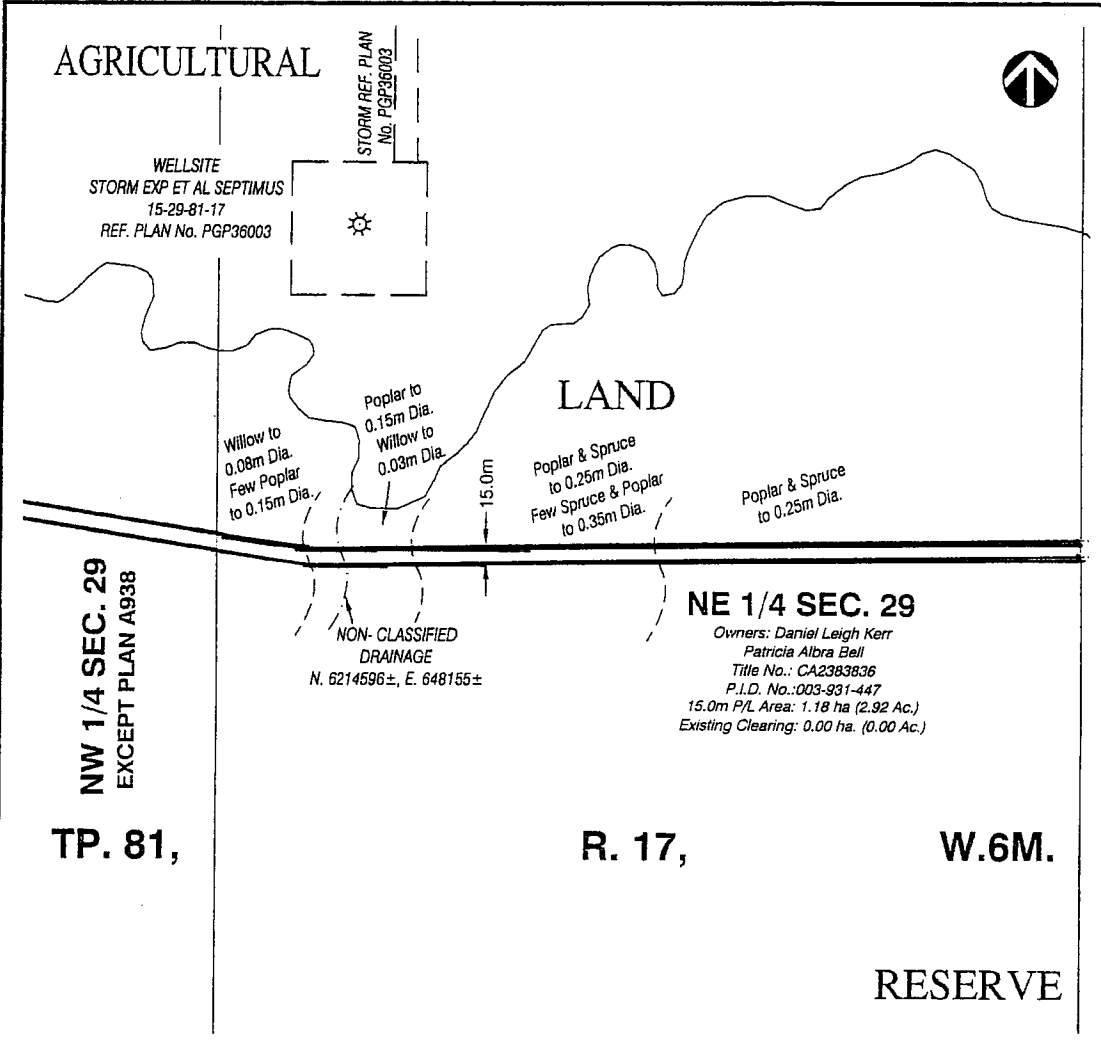 AGRICULTURAL
STORM REF. PLAN
No. PGP36003
WELLSITE
STORM EXP ET AL SEPTIMUS
15-29-81-17
REF. PLAN No. PGP36003
LAND
Willow to
0.08m Dia.
Few Poplar
to 0.15m Dia.
Poplar to
0.15m Dia.
Willow to
0.03m Dia.
15.0m
Poplar & Spruce
to 0.25m Dia.
Few Spruce & Poplar
to 0.35m Dia.
Poplar & Spruce
to 0.25m Dia.
NW 1/4 SEC. 29
EXCEPT PLAN A938
NON- CLASSIFIED
DRAINAGE
N. 6214596±, E. 648155±
NE 1/4 SEC. 29
Owners: Daniel Leigh Kerr
Patricia Albra Bell
Title No.: CA2383836
P.I.D. No.:003-931-447
15.0m P/L Area: 1.18 ha (2.92 Ac.)
Existing Clearing: 0.00 ha. (0.00 Ac.)
TP. 81, R. 17, W.6M.
RESERVE